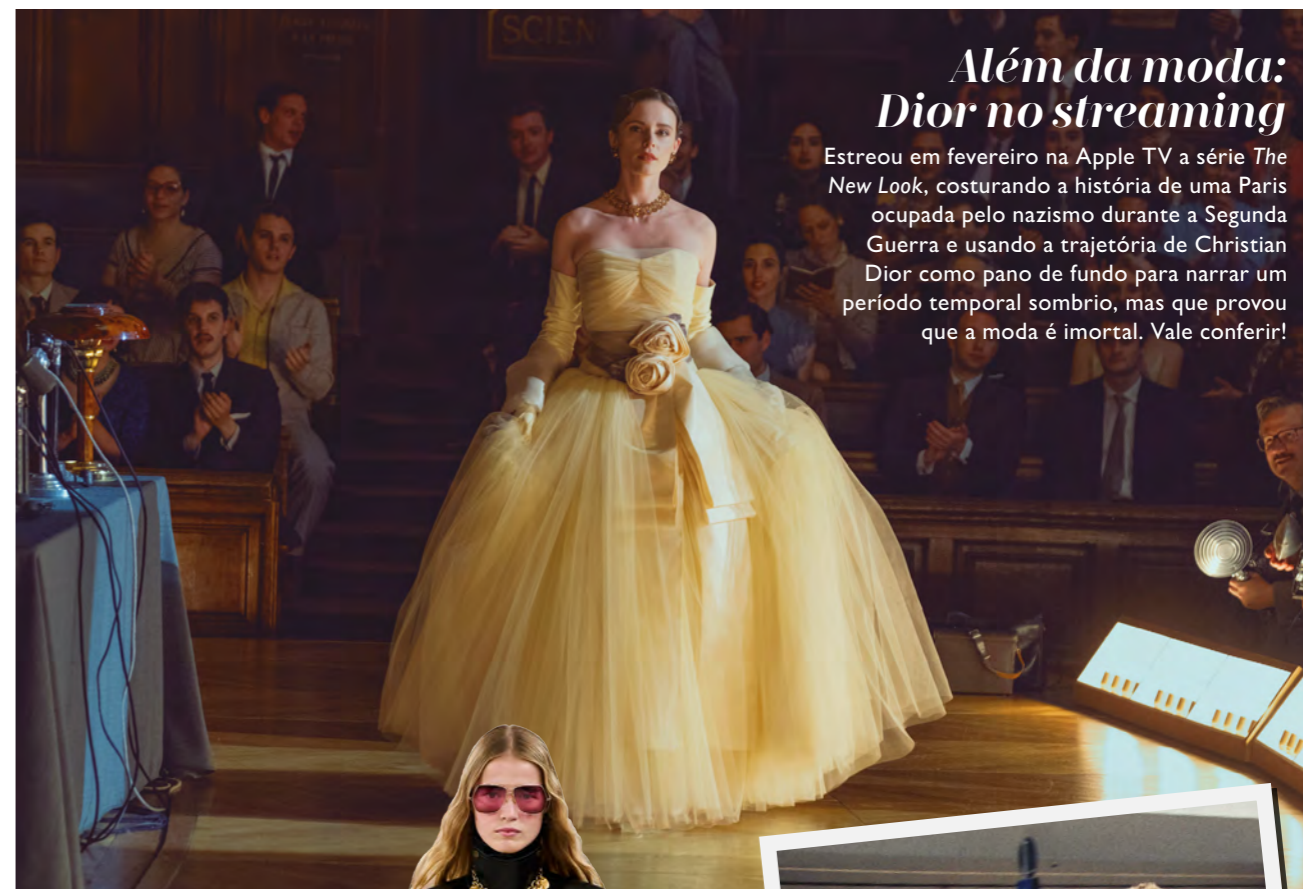 SCIEN
Além da moda:
Dior no streaming
Estreou em fevereiro na Apple TV a série The
New Look, costurando a história de uma Paris
ocupada pelo nazismo durante a Segunda
Guerra e usando a trajetória de Christian
Dior como pano de fundo para narrar um
período temporal sombrio, mas que provou
que a moda é imortal. Vale conferir!